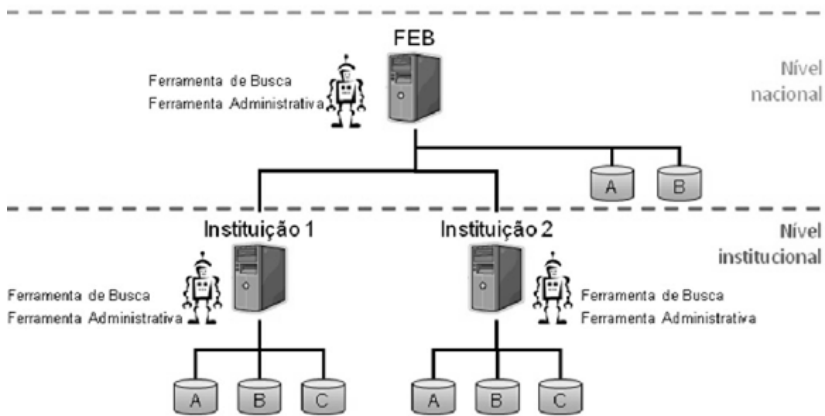 FEB
Ferramenta de Busca
Ferramenta Administrativa
Nível
nacional
A
B
Instituição 1
Instituição 2
Nível
institucional
Ferramenta de Busca
Ferramenta Administrativa
Ferramenta de Busca
Ferramenta Administrativa
A
B
C
A
B
C